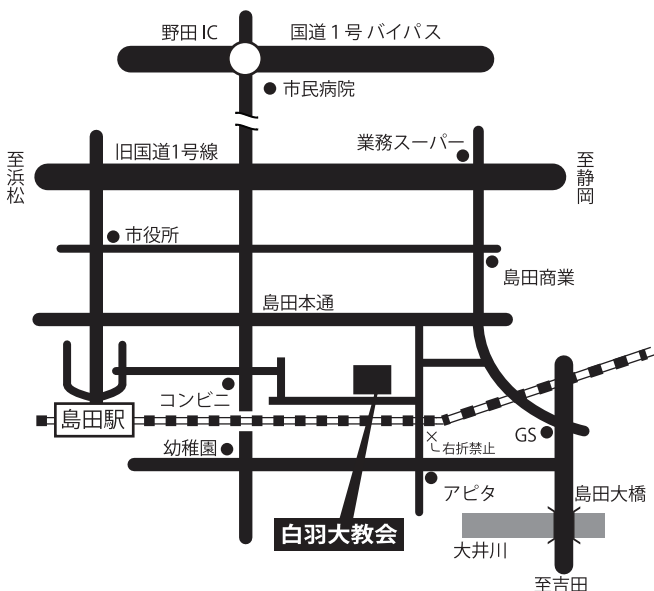 野田IC
国道1号バイパス
市民病院
旧国道1号線
業務スーパー
至浜松
至静岡
市役所
島田商業
島田本通
コンビニ
島田駅
幼稚園
×
右折禁止
GS
アピタ
島田大橋
白羽大教会
大井川
至吉田